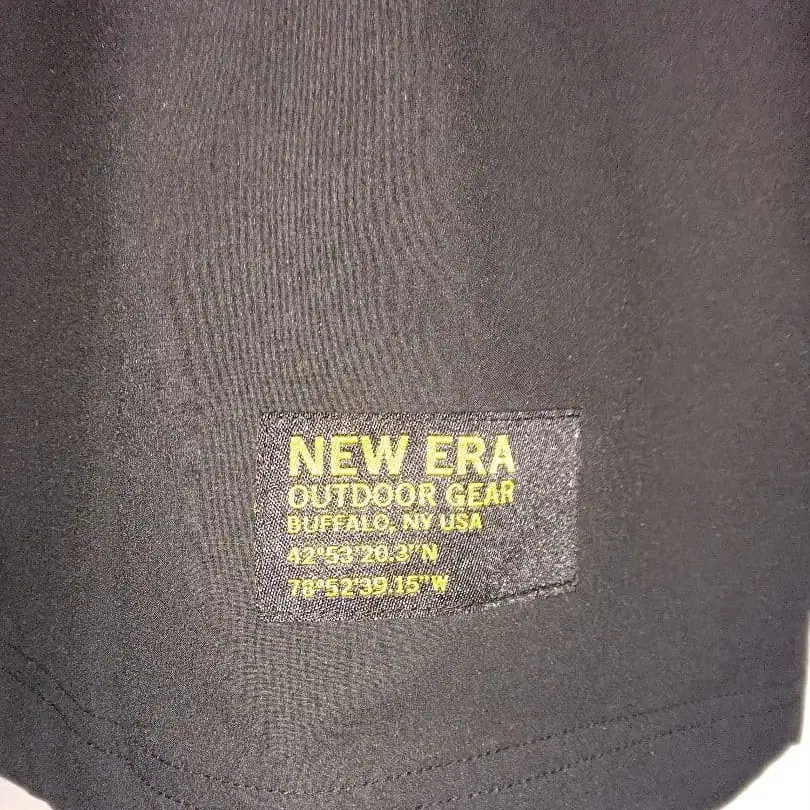 NEW ERA
OUTDOOR GEAR
BUFFALO, NY USA
42°53'20.3"N
78°52'39.15"W